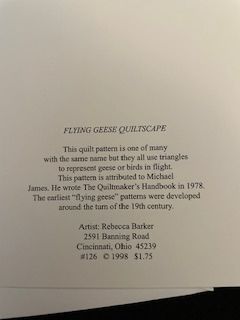 FLYING GEESE QUILTSCAPE
This quilt pattern is one of many
with the same name but they all use triangles
to represent geese or birds in flight.
This pattern is attributed to Michael
James. He wrote The Quiltmaker's Handbook in 1978.
The earliest "flying geese" patterns were developed
around the turn of the 19th century.
Artist: Rebecca Barker
2591 Banning Road
Cincinnati, Ohio 45239
#126 © 1998 $1.75